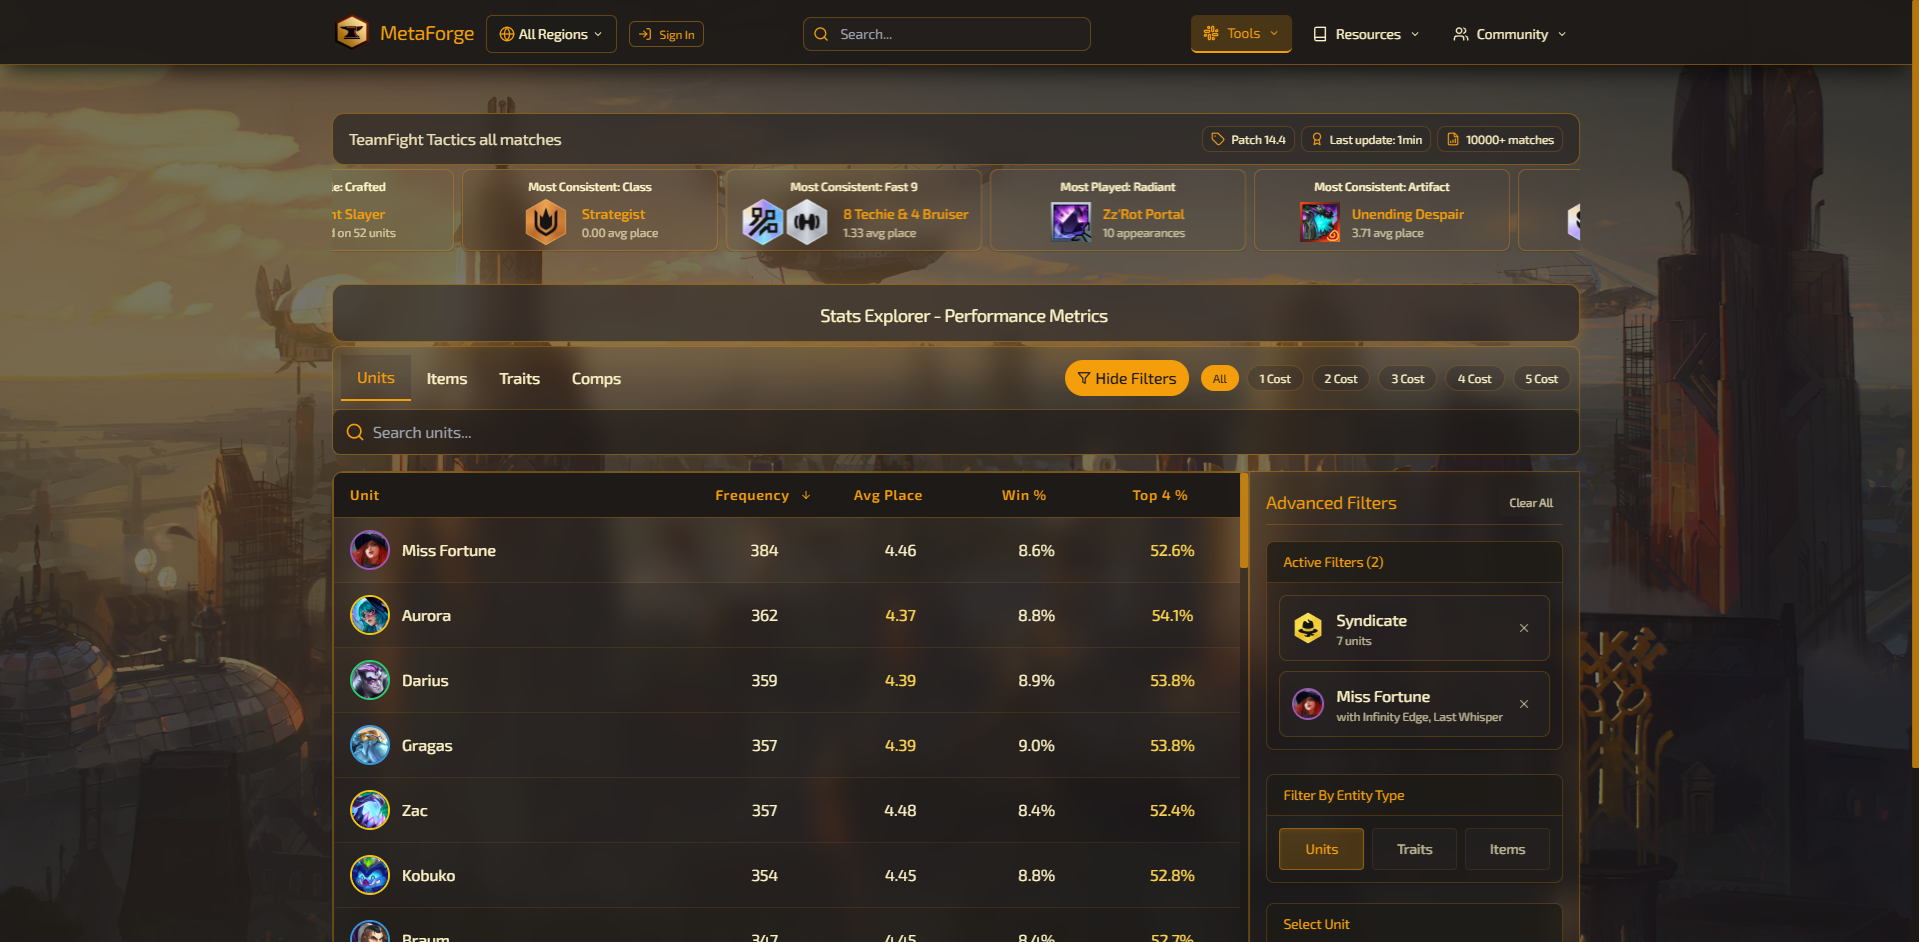 MetaForge
All Regions
Sign In
Search...
Tools
Resources
Community
TeamFight Tactics all matches
Patch 14.4
Last update: 1min
10000+ matches
le: Crafted
nt Slayer
d on 52 units
Most Consistent: Class
Strategist
0.00 avg place
Most Consistent: Fast 9
8 Techie & 4 Bruiser
1.33 avg place
Most Played: Radiant
Zz'Rot Portal
10 appearances
Most Consistent: Artifact
Unending Despair
3.71 avg place
Stats Explorer - Performance Metrics
Units
Items
Traits
Comps
Hide Filters
All
1 Cost
2 Cost
3 Cost
4 Cost
5 Cost
Search units...
Unit Frequency ↓ Avg Place Win % Top 4 %
Miss Fortune 384 4.46 8.6% 52.6%
Aurora 362 4.37 8.8% 54.1%
Darius 359 4.39 8.9% 53.8%
Gragas 357 4.39 9.0% 53.8%
Zac 357 4.48 8.4% 52.4%
Kobuko 354 4.45 8.8% 52.8%
Braum 347 4.45 8.4% 52.7%
Advanced Filters
Clear All
Active Filters (2)
Syndicate
7 units
Miss Fortune
with Infinity Edge, Last Whisper
Filter By Entity Type
Units
Traits
Items
Select Unit